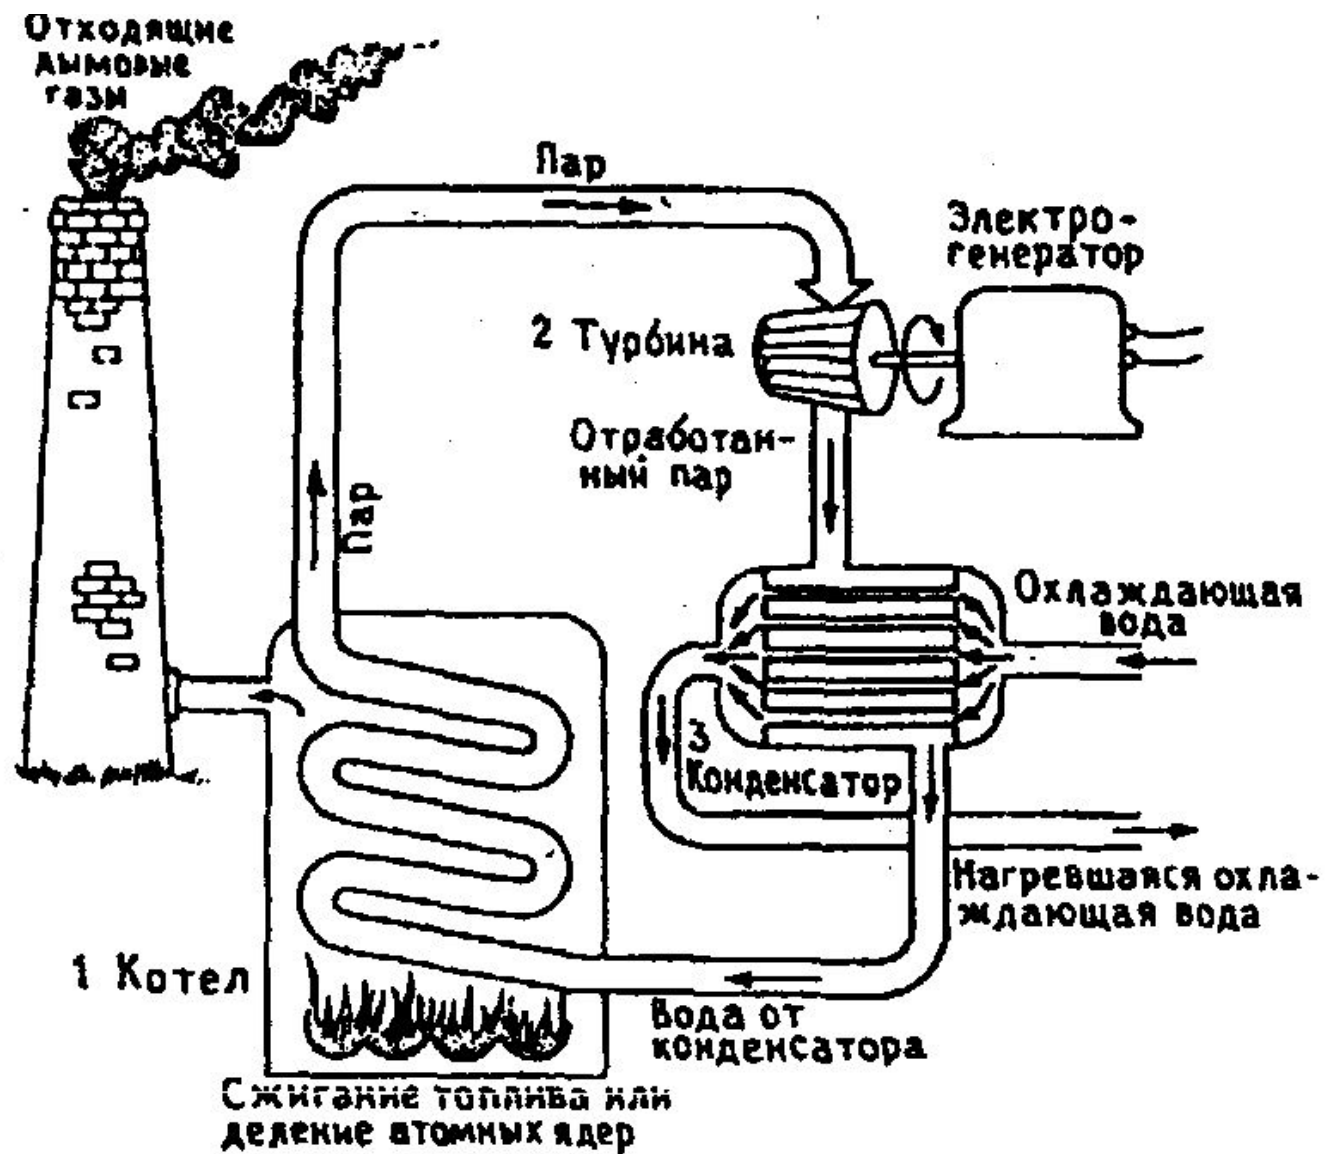 Отходящие
дымовые
газы
Пар
Электро-
генератор
2 Турбина
Отработан-
ный пар
Пар
Охлаждающая
вода
3
Конденсатор
Нагревшаяся охла-
ждающая вода
1 Котел
Вода от
конденсатора
Сжигание топлива или
деление атомных ядер